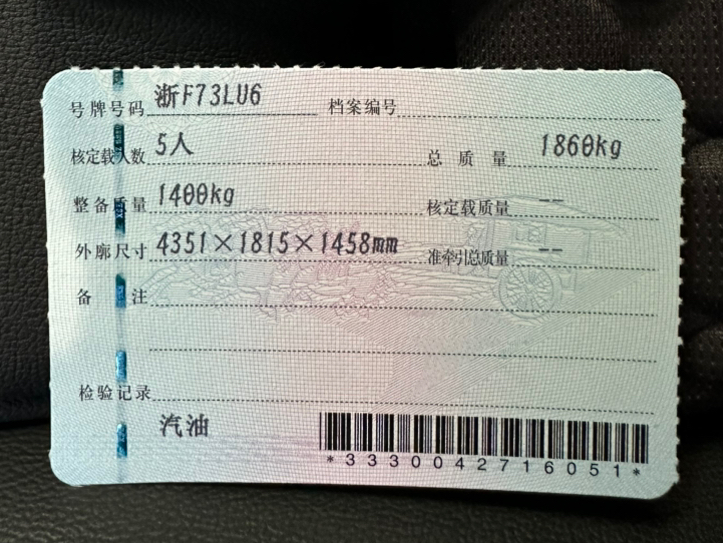 号牌号码 浙F73LU6 档案编号
核定载人数 5人 总质量 1860kg
整备质量 1400kg 核定载质量 --
外廓尺寸 4351×1815×1458mm 准牵引总质量 --
备注
检验记录
汽油
*3330042716051*